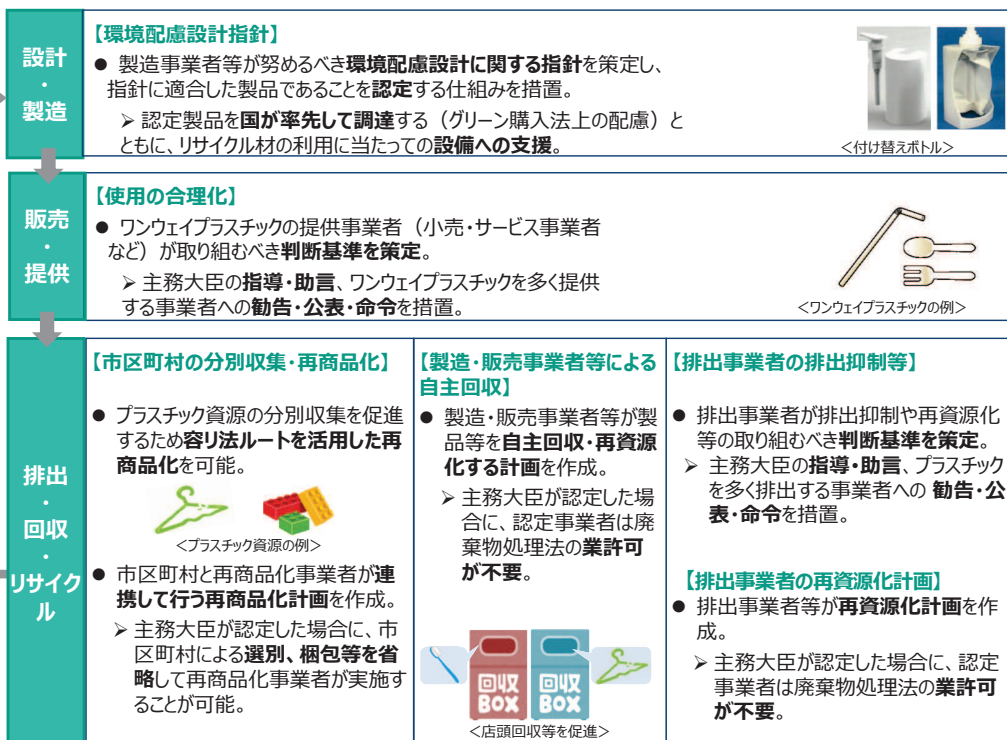 設計
・
製造
【環境配慮設計指針】
● 製造事業者等が努めるべき環境配慮設計に関する指針を策定し、
指針に適合した製品であることを認定する仕組みを措置。
➢ 認定製品を国が率先して調達する（グリーン購入法上の配慮）と
ともに、リサイクル材の利用に当たっての設備への支援。
<付け替えボトル>
販売
・
提供
【使用の合理化】
● ワンウェイプラスチックの提供事業者（小売・サービス事業者
など）が取り組むべき判断基準を策定。
➢ 主務大臣の指導・助言、ワンウェイプラスチックを多く提供
する事業者への勧告・公表・命令を措置。
<ワンウェイプラスチックの例>
排出
・
回収
・
リサイク
ル
【市区町村の分別収集・再商品化】
● プラスチック資源の分別収集を促進
するため容リ法ルートを活用した再
商品化を可能。
<プラスチック資源の例>
● 市区町村と再商品化事業者が連
携して行う再商品化計画を作成。
➢ 主務大臣が認定した場合に、市
区町村による選別、梱包等を省
略して再商品化事業者が実施す
ることが可能。
【製造・販売事業者等による
自主回収】
● 製造・販売事業者等が製
品等を自主回収・再資源
化する計画を作成。
➢ 主務大臣が認定した場
合に、認定事業者は廃
棄物処理法の業許可
が不要。
回収
BOX
回収
BOX
<店頭回収等を促進>
【排出事業者の排出抑制等】
● 排出事業者が排出抑制や再資源化
等の取り組むべき判断基準を策定。
➢ 主務大臣の指導・助言、プラスチック
を多く排出する事業者への 勧告・公
表・命令を措置。
【排出事業者の再資源化計画】
● 排出事業者等が再資源化計画を作
成。
➢ 主務大臣が認定した場合に、認定
事業者は廃棄物処理法の業許可
が不要。